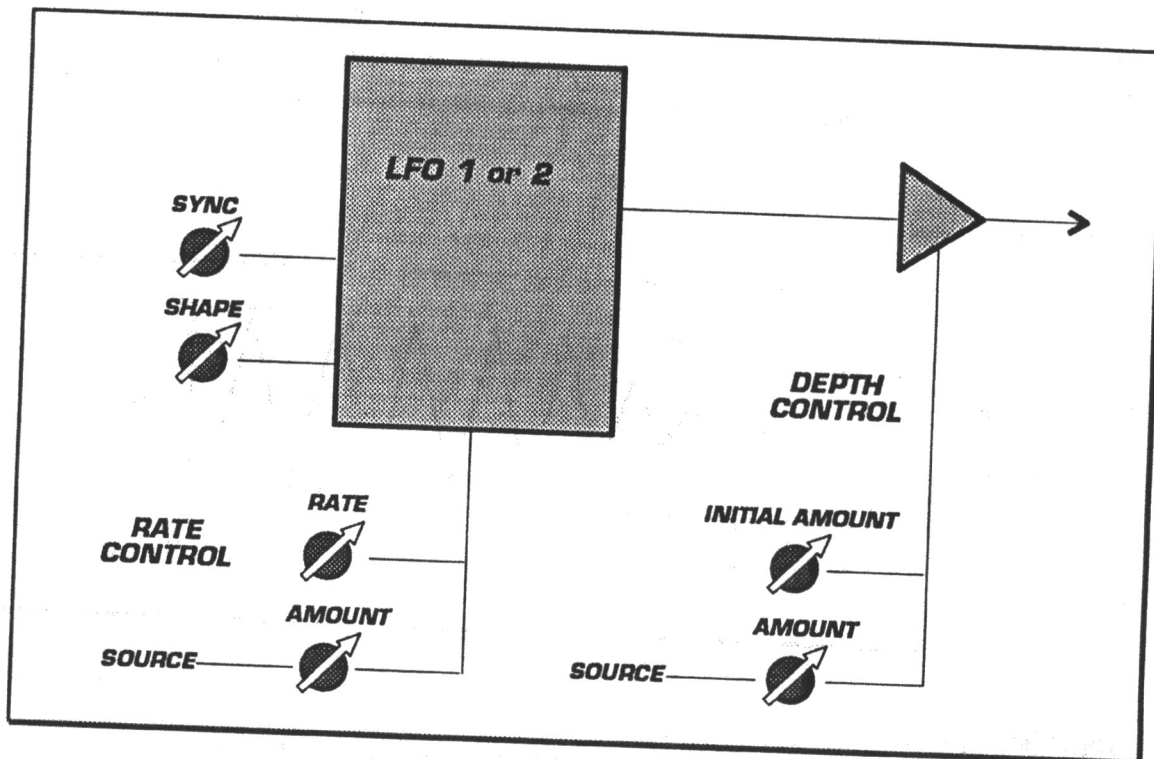 LFO 1 or 2
SYNC
SHAPE
DEPTH
CONTROL
RATE
CONTROL
RATE
AMOUNT
SOURCE
INITIAL AMOUNT
AMOUNT
SOURCE